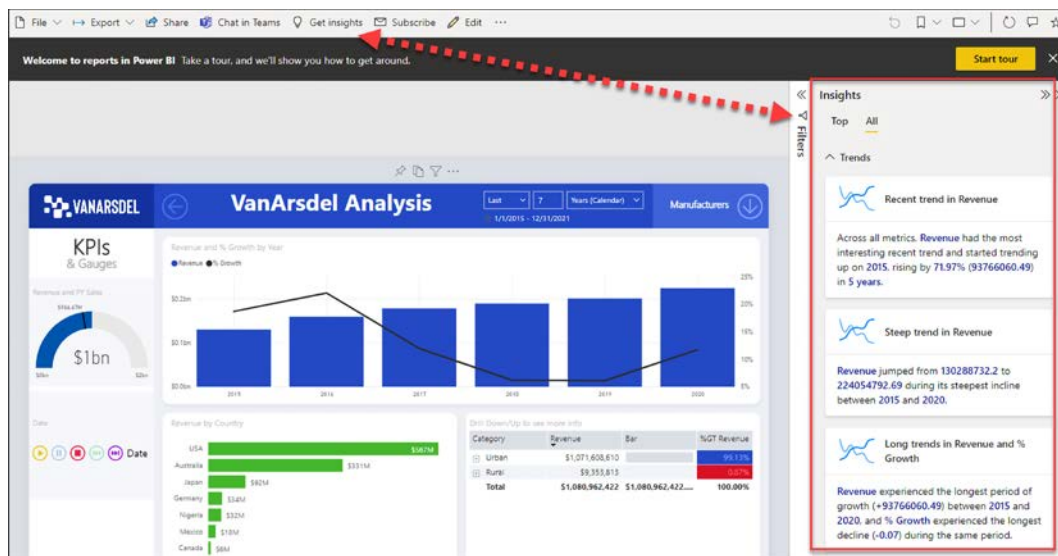 File Export Share Chat in Teams Get insights Subscribe Edit ...
Welcome to reports in Power BI Take a tour, and we'll show you how to get around. Start tour
Filters
Insights
Top All
Trends
Recent trend in Revenue
Across all metrics, Revenue had the most
interesting recent trend and started trending
up on 2015, rising by 71.97% (93766060.49)
in 5 years.
Steep trend in Revenue
Revenue jumped from 130288732.2 to
224054792.69 during its steepest incline
between 2015 and 2020.
Long trends in Revenue and %
Growth
Revenue experienced the longest period of
growth (+93766060.49) between 2015 and
2020, and % Growth experienced the longest
decline (-0.07) during the same period.
VANARSDEL
VanArsdel Analysis
Last 7 Years (Calendar)
1/1/2015 - 12/31/2021
Manufacturers
KPIs
& Gauges
Revenue and PY Sales
$1bn
$0bn $2bn
Date
Date
Revenue and % Growth by Year
Revenue % Growth
$0.2bn
$0.1bn
$0.0bn
25%
20%
15%
10%
5%
2015 2016 2017 2018 2019 2020
Revenue by Country
USA $587M
Australia $331M
Japan $92M
Germany $34M
Nigeria $32M
Mexico $18M
Canada $6M
Drill Down/Up to see more info
Category Revenue Bar %GT Revenue
Urban $1,071,608,610 99.13%
Rural $9,353,815 0.87%
Total $1,080,962,422 $1,080,962,422.... 100.00%